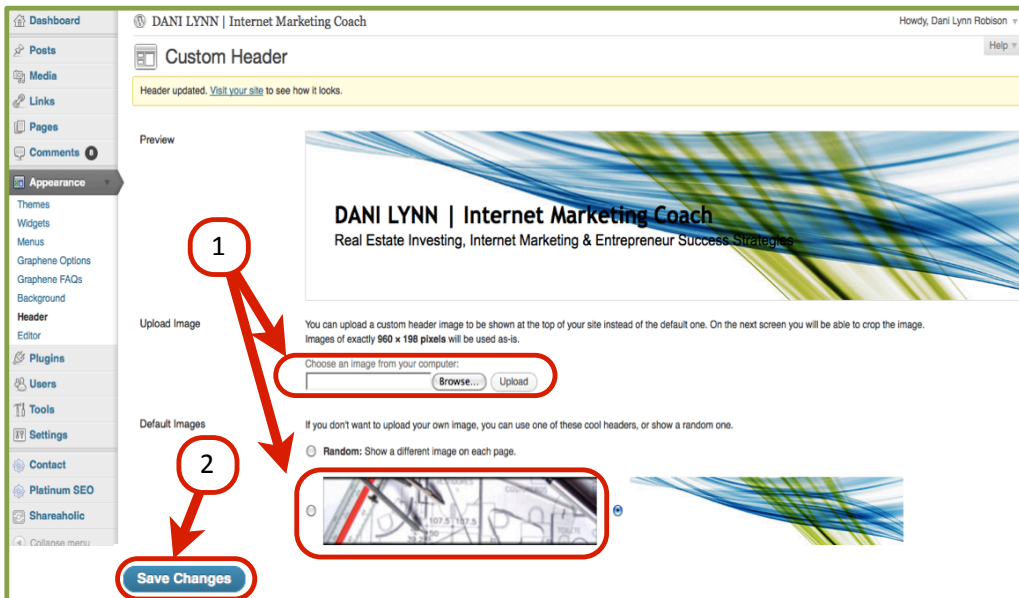 Dashboard
DANI LYNN | Internet Marketing Coach
Howdy, Dani Lynn Robison
Help
Posts
Media
Links
Pages
Comments 8
Appearance
Themes
Widgets
Menus
Graphene Options
Graphene FAQs
Background
Header
Editor
Plugins
Users
Tools
Settings
Contact
Platinum SEO
Shareaholic
Collapse menu
Custom Header
Header updated. Visit your site to see how it looks.
Preview
DANI LYNN | Internet Marketing Coach
Real Estate Investing, Internet Marketing & Entrepreneur Success Strategies
1
Upload Image
You can upload a custom header image to be shown at the top of your site instead of the default one. On the next screen you will be able to crop the image.
Images of exactly 960 × 198 pixels will be used as-is.
Choose an image from your computer:
Browse... Upload
Default Images
If you don't want to upload your own image, you can use one of these cool headers, or show a random one.
Random: Show a different image on each page.
107.5 107.5
2
Save Changes